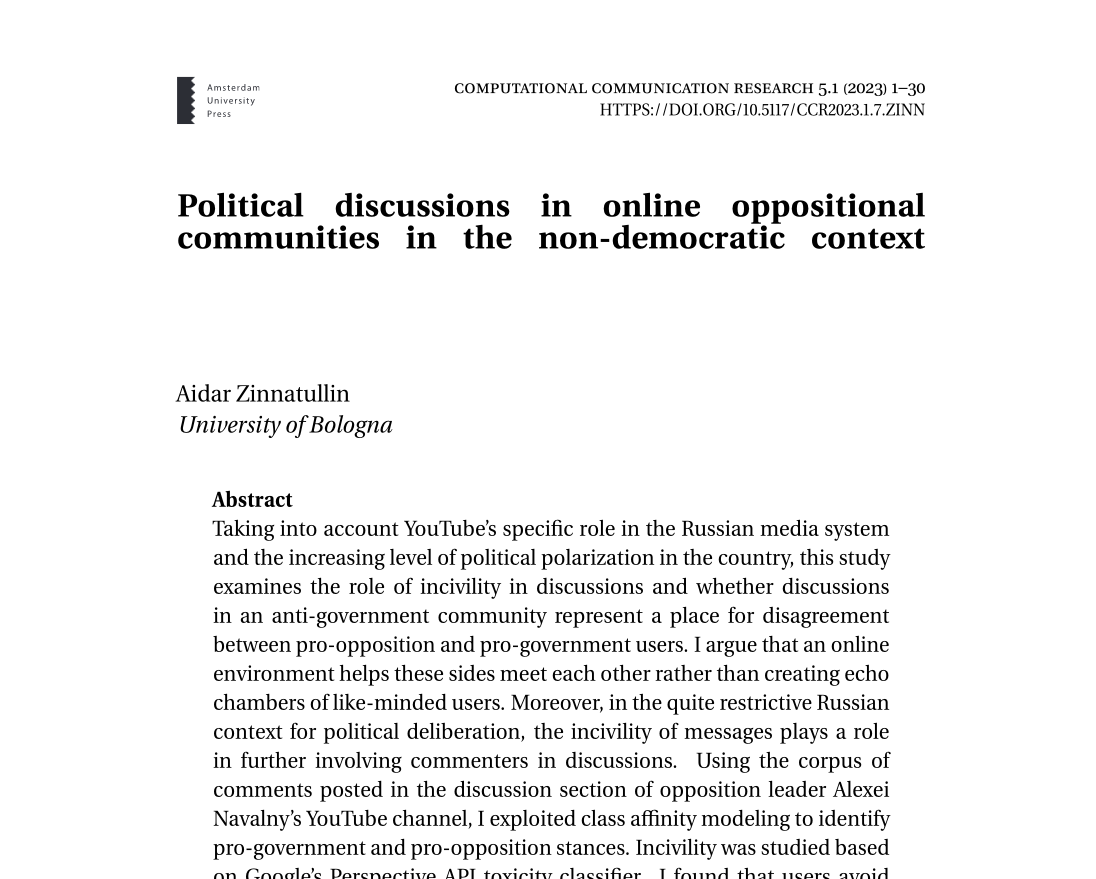 Amsterdam
University
Press
COMPUTATIONAL COMMUNICATION RESEARCH 5.1 (2023) 1–30
HTTPS://DOI.ORG/10.5117/CCR2023.1.7.ZINN
Political discussions in online oppositional
communities in the non-democratic context
Aidar Zinnatullin
University of Bologna
Abstract
Taking into account YouTube’s specific role in the Russian media system
and the increasing level of political polarization in the country, this study
examines the role of incivility in discussions and whether discussions
in an anti-government community represent a place for disagreement
between pro-opposition and pro-government users. I argue that an online
environment helps these sides meet each other rather than creating echo
chambers of like-minded users. Moreover, in the quite restrictive Russian
context for political deliberation, the incivility of messages plays a role
in further involving commenters in discussions. Using the corpus of
comments posted in the discussion section of opposition leader Alexei
Navalny’s YouTube channel, I exploited class affinity modeling to identify
pro-government and pro-opposition stances. Incivility was studied based
on Google’s Perspective API toxicity classifier. I found that users avoid